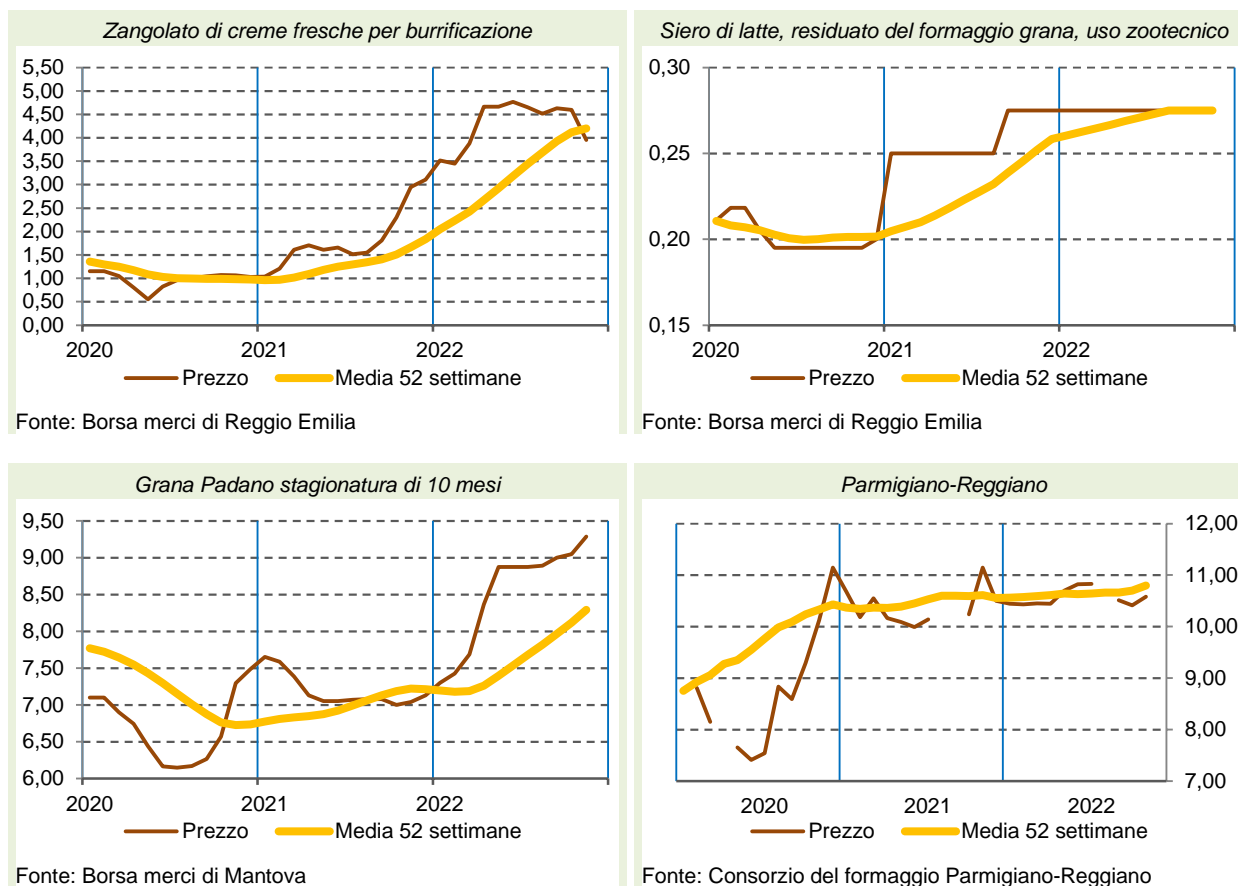 Zangolato di creme fresche per burrificazione
5,50
5,00
4,50
4,00
3,50
3,00
2,50
2,00
1,50
1,00
0,50
0,00
2020 2021 2022
Prezzo Media 52 settimane
Fonte: Borsa merci di Reggio Emilia
Siero di latte, residuato del formaggio grana, uso zootecnico
0,30
0,25
0,20
0,15
2020 2021 2022
Prezzo Media 52 settimane
Fonte: Borsa merci di Reggio Emilia
Grana Padano stagionatura di 10 mesi
9,50
9,00
8,50
8,00
7,50
7,00
6,50
6,00
2020 2021 2022
Prezzo Media 52 settimane
Fonte: Borsa merci di Mantova
Parmigiano-Reggiano
12,00
11,00
10,00
9,00
8,00
7,00
2020 2021 2022
Prezzo Media 52 settimane
Fonte: Consorzio del formaggio Parmigiano-Reggiano